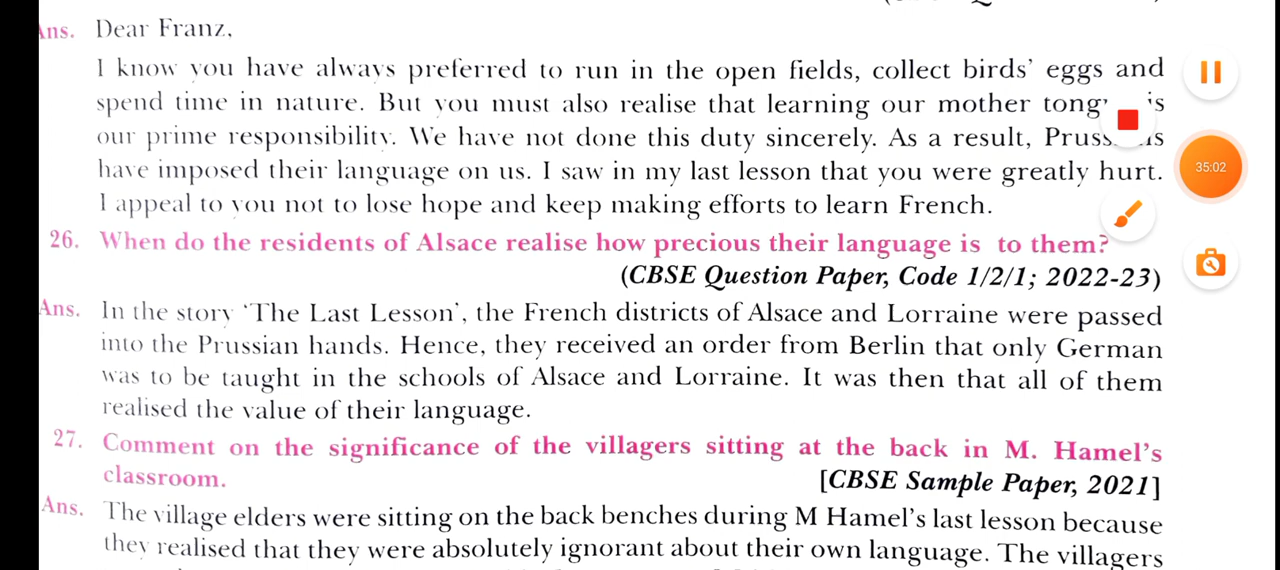 Ans. Dear Franz,
I know you have always preferred to run in the open fields, collect birds' eggs and
spend time in nature. But you must also realise that learning our mother is
our prime responsibility. We have not done this duty sincerely. As a result,
have imposed their language on us. I saw in my last lesson that you were greatly hurt.
I appeal to you not to lose hope and keep making efforts to learn French.
35:02
26. When do the residents of Alsace realise how precious their language is to them?
(CBSE Question Paper, Code 1/2/1; 2022-23)
Ans. In the story 'The Last Lesson', the French districts of Alsace and Lorraine were passed
into the Prussian hands. Hence, they received an order from Berlin that only German
was to be taught in the schools of Alsace and Lorraine. It was then that all of them
realised the value of their language.
27. Comment on the significance of the villagers sitting at the back in M. Hamel's
classroom. [CBSE Sample Paper, 2021]
Ans. The village elders were sitting on the back benches during M Hamel's last lesson because
they realised that they were absolutely ignorant about their own language. The villagers